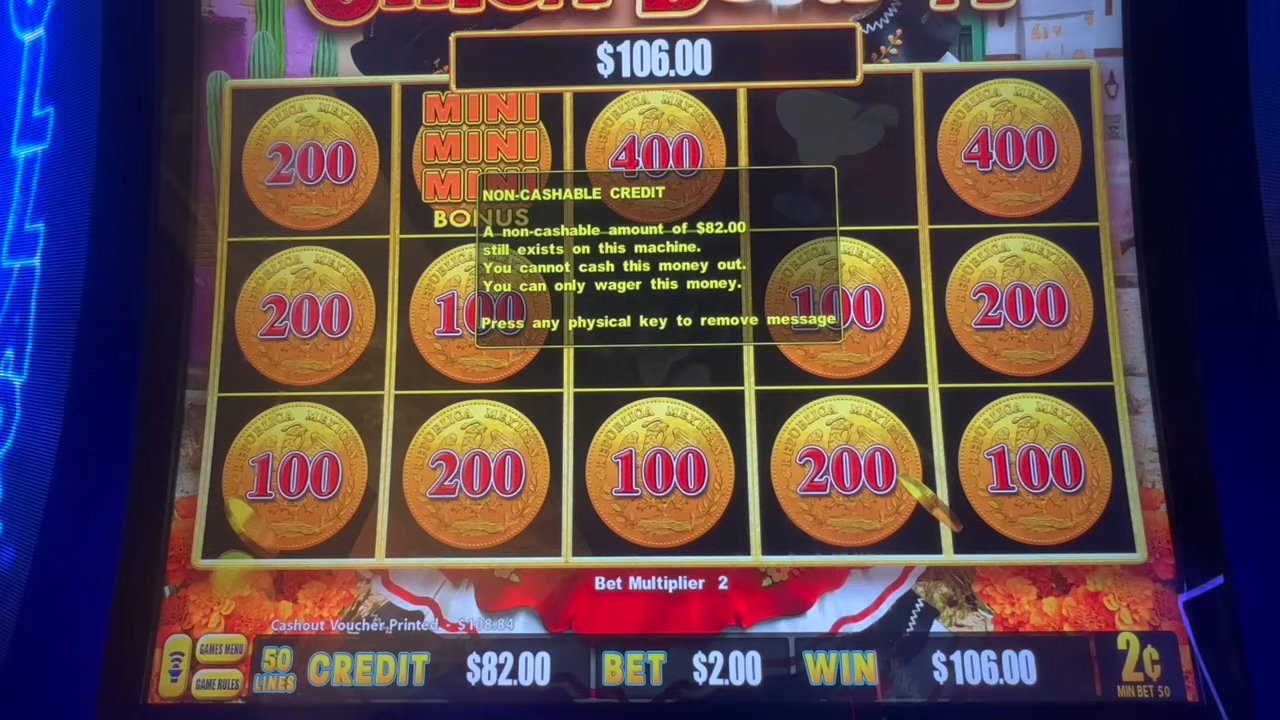 $106.00
200
MINI
MINI
MINI
BONUS
400
400
NON-CASHABLE CREDIT
A non-cashable amount of $82.00
still exists on this machine.
You cannot cash this money out.
You can only wager this money.
Press any physical key to remove message
200
100
100
200
100
200
100
200
100
Bet Multiplier 2
Cashout Voucher Printed - $108.84
GAMES MENU
GAME RULES
50 LINES
CREDIT $82.00
BET $2.00
WIN $106.00
2¢
MIN BET 50